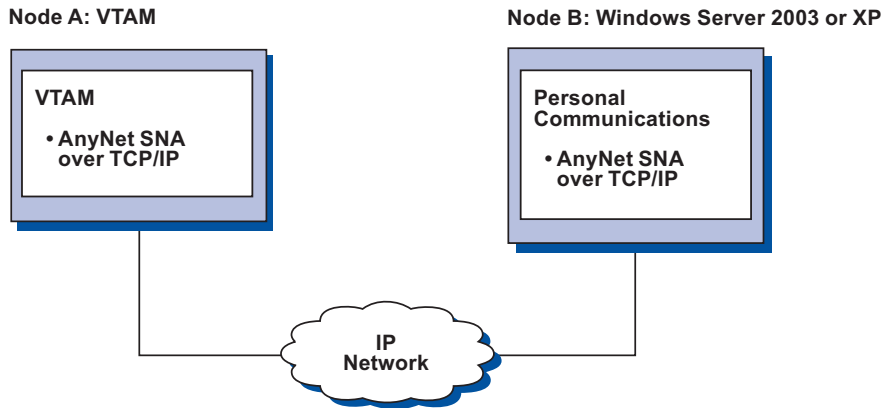 Node A: VTAM
Node B: Windows Server 2003 or XP
VTAM
• AnyNet SNA
over TCP/IP
Personal
Communications
• AnyNet SNA
over TCP/IP
IP
Network